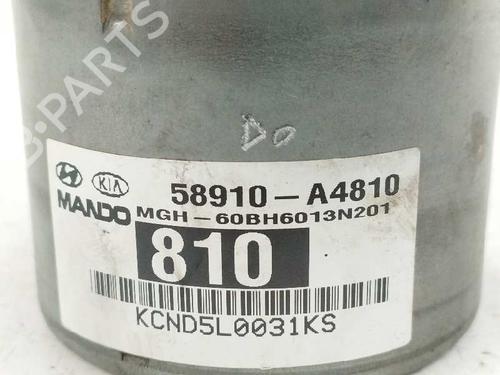 B-PARTS
DO
KIA
58910-A4810
MANDO
MGH-60BH6013N201
810
KCND5L0031KS